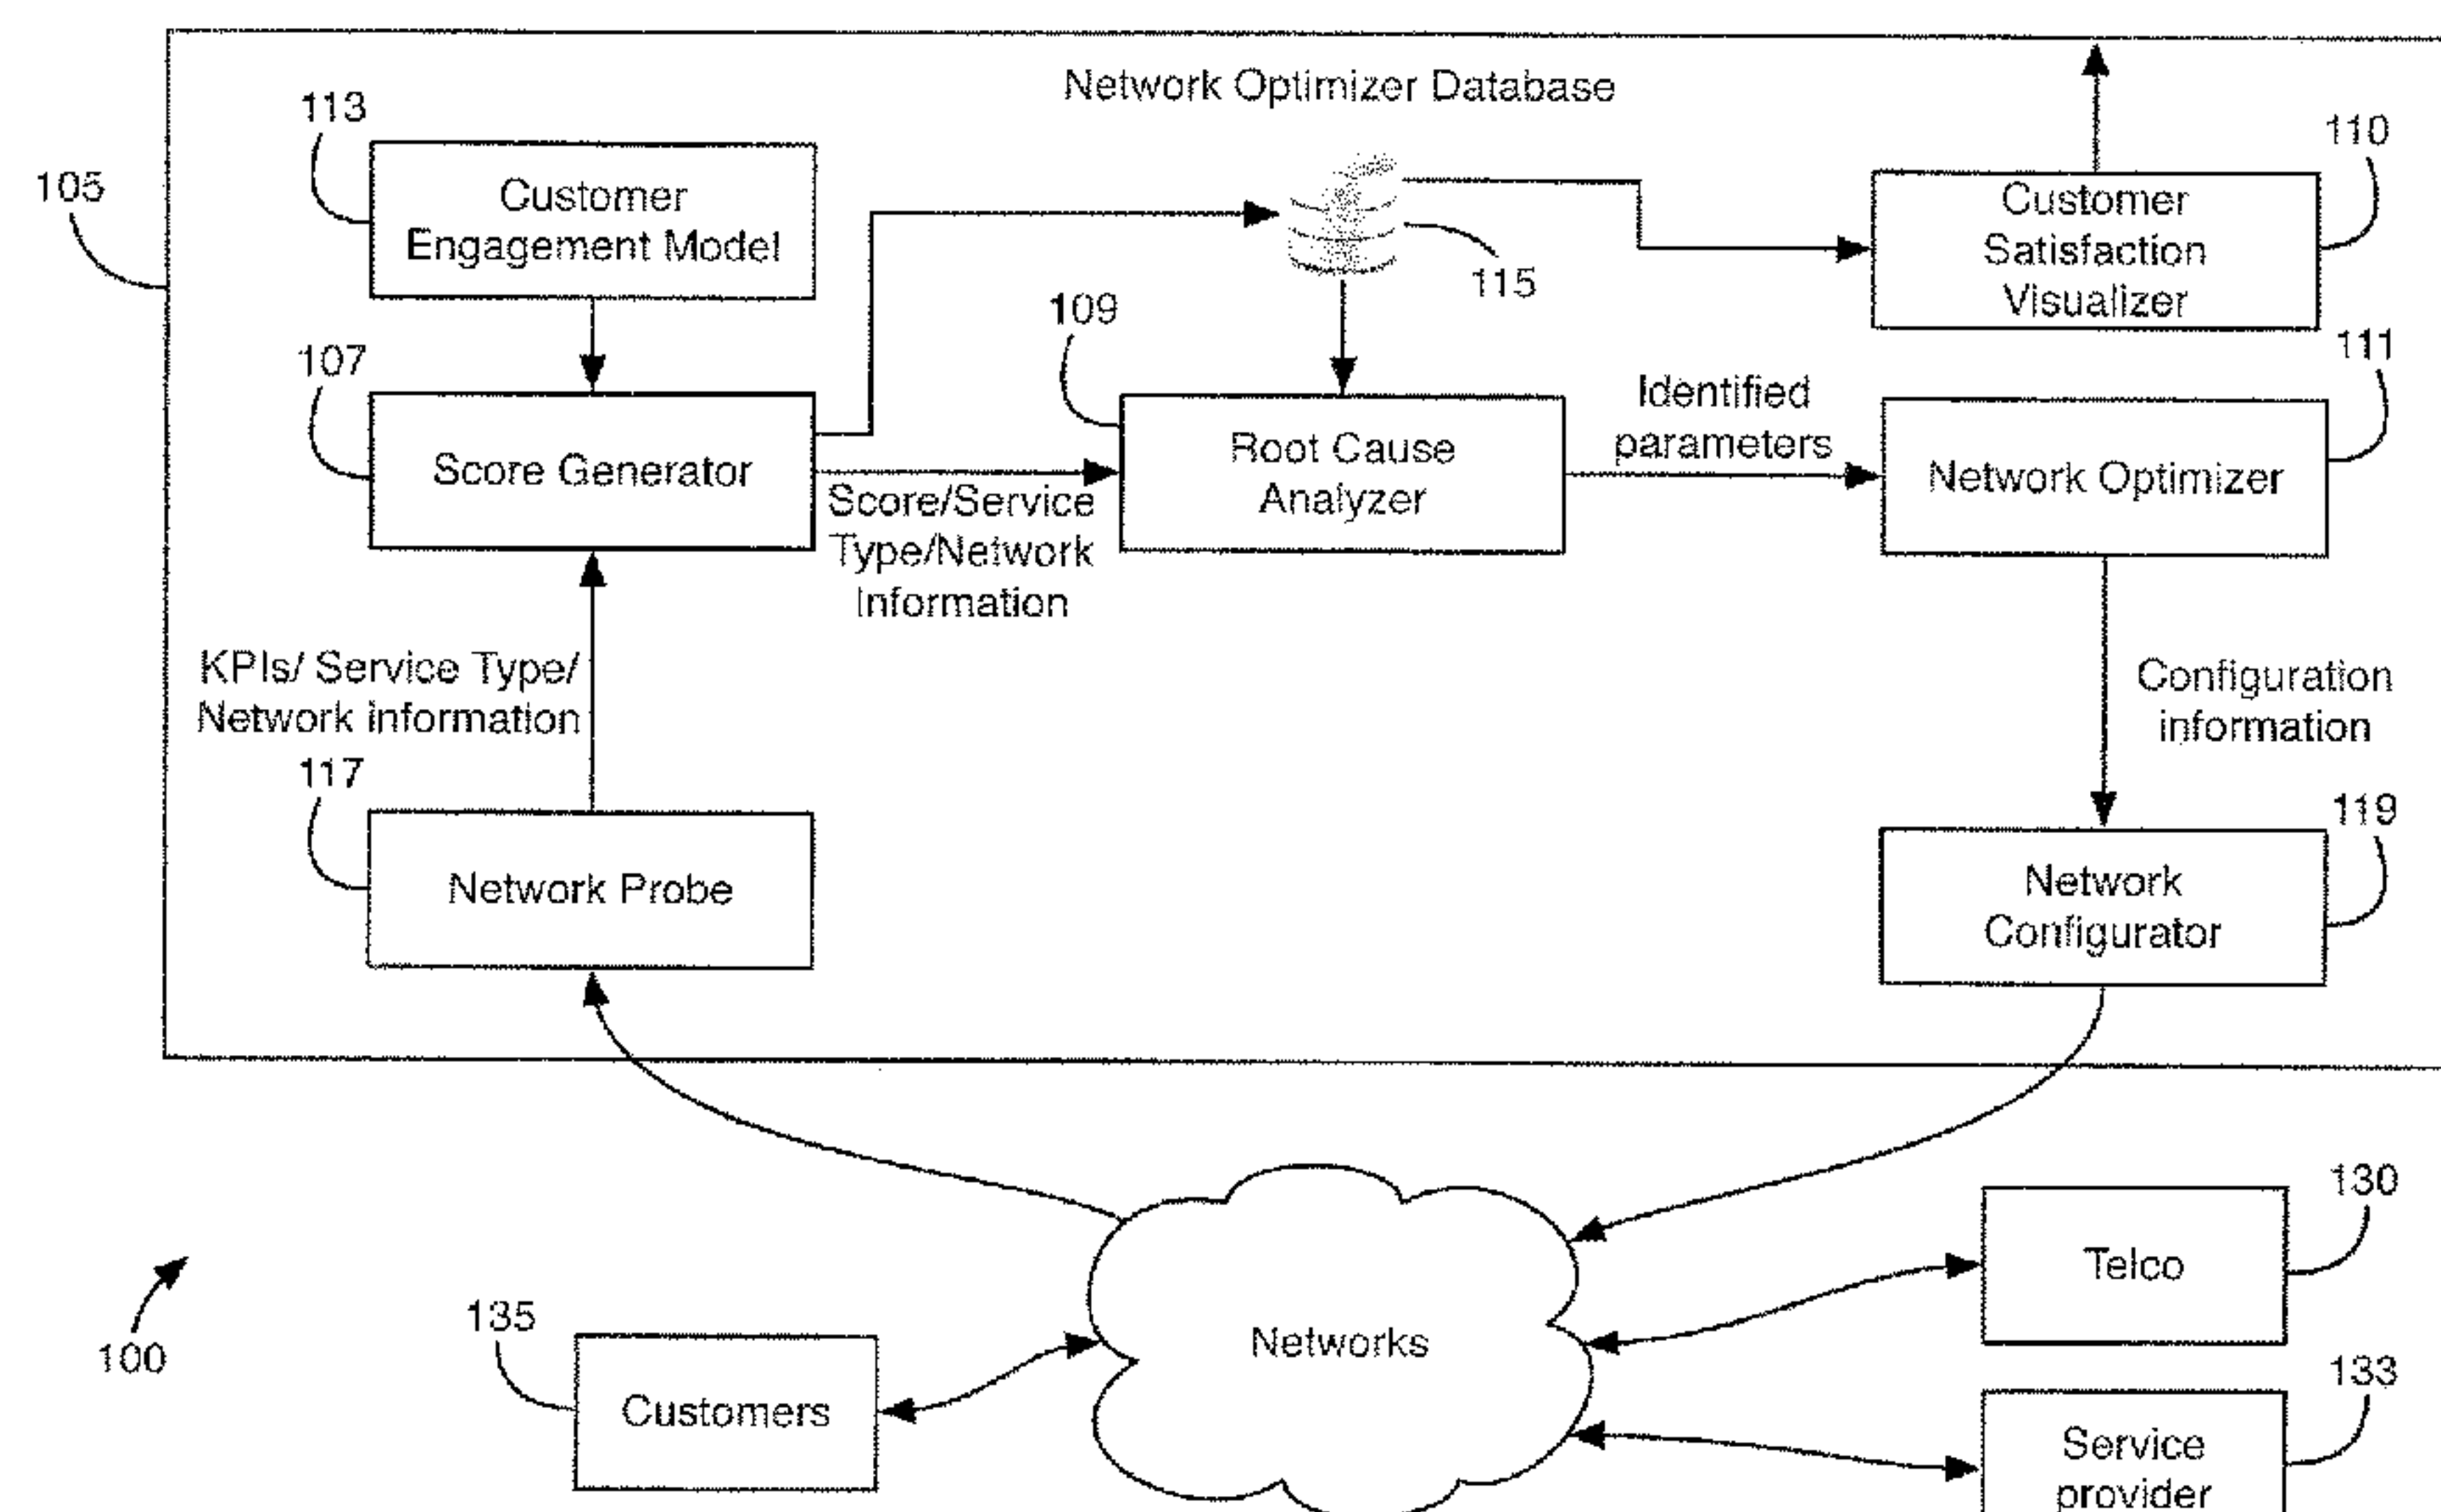 Network Optimizer Database
113
110
105
Customer
Engagement Model
Customer
Satisfaction
Visualizer
115
109
107
111
Identified
parameters
Score Generator
Root Cause
Analyzer
Network Optimizer
Score/Service
Type/Network
Information
KPIs/ Service Type/
Network information
Configuration
information
117
119
Network Probe
Network
Configurator
130
Telco
100
135
Networks
133
Customers
Service
provider